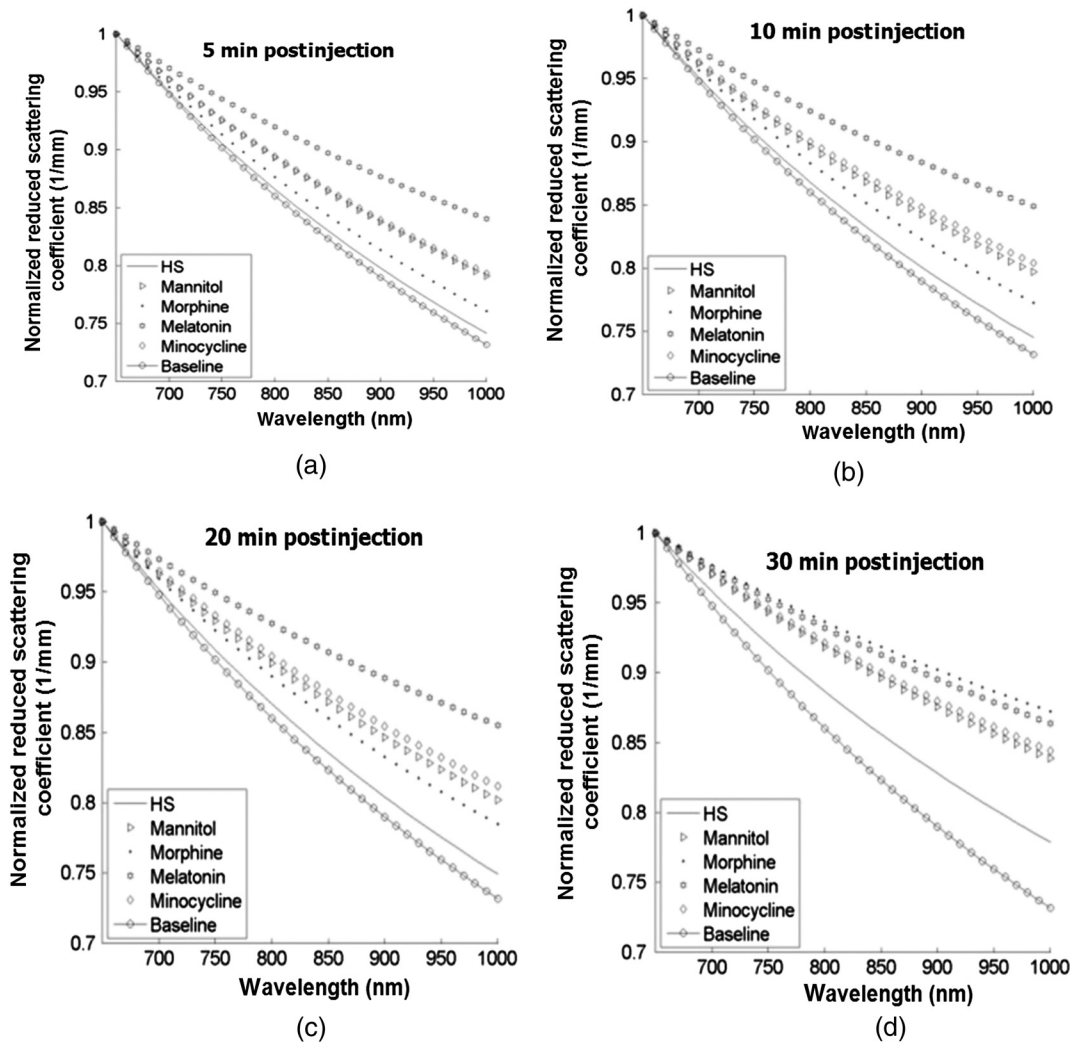 5 min postinjection
Normalized reduced scattering
coefficient (1/mm)
1
0.95
0.9
0.85
0.8
0.75
0.7
HS
Mannitol
Morphine
Melatonin
Minocycline
Baseline
700 750 800 850 900 950 1000
Wavelength (nm)
(a)
10 min postinjection
Normalized reduced scattering
coefficient (1/mm)
1
0.95
0.9
0.85
0.8
0.75
0.7
HS
Mannitol
Morphine
Melatonin
Minocycline
Baseline
700 750 800 850 900 950 1000
Wavelength (nm)
(b)
20 min postinjection
Normalized reduced scattering
coefficient (1/mm)
1
0.95
0.9
0.85
0.8
0.75
0.7
HS
Mannitol
Morphine
Melatonin
Minocycline
Baseline
700 750 800 850 900 950 1000
Wavelength (nm)
(c)
30 min postinjection
Normalized reduced scattering
coefficient (1/mm)
1
0.95
0.9
0.85
0.8
0.75
0.7
HS
Mannitol
Morphine
Melatonin
Minocycline
Baseline
700 750 800 850 900 950 1000
Wavelength (nm)
(d)